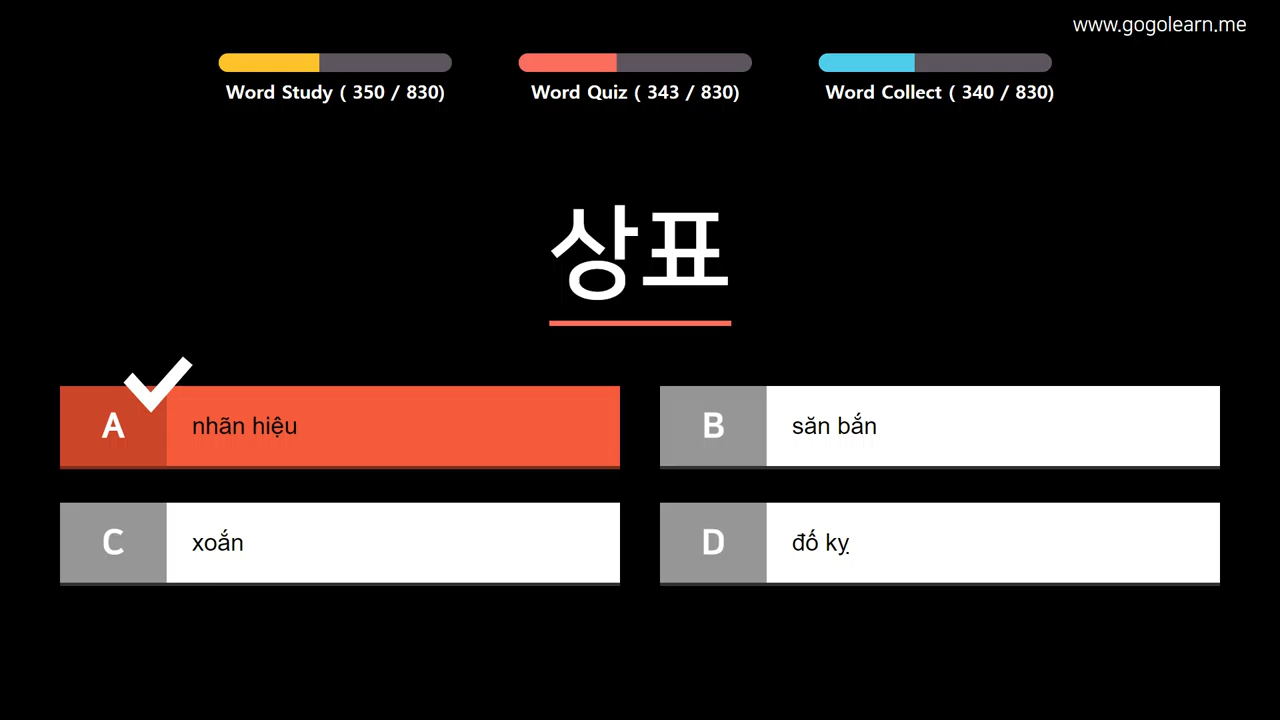 www.gogolearn.me
Word Study ( 350 / 830)
Word Quiz ( 343 / 830)
Word Collect ( 340 / 830)
상표
A nhãn hiệu
B săn bắn
C xoắn
D đố kỵ